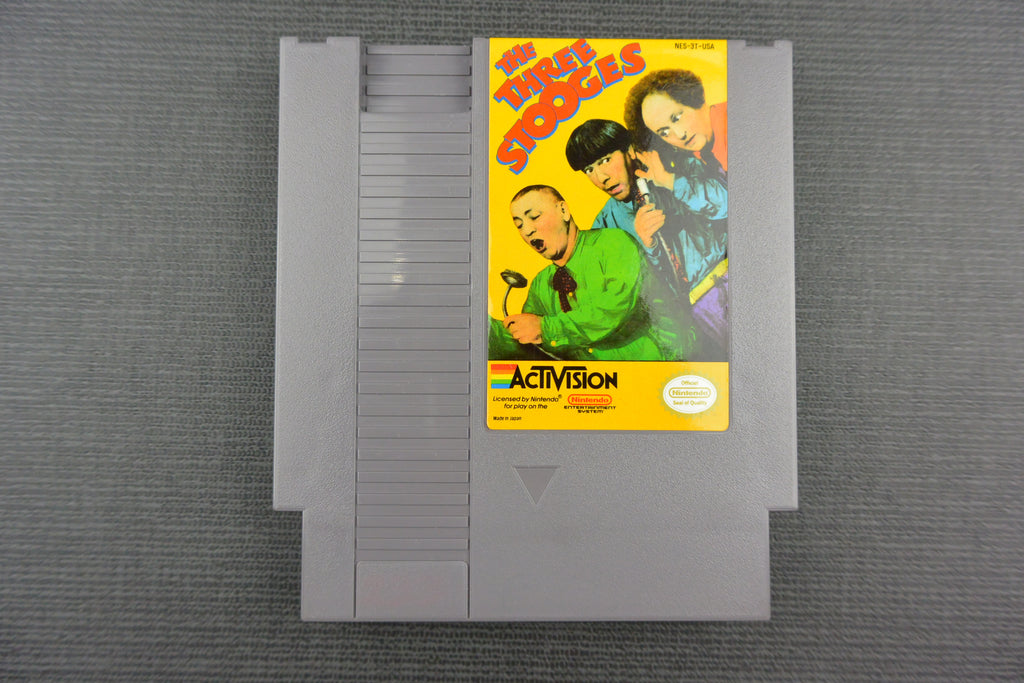 NES-3T-USA
THE
THREE
STOOGES
ACTIVISION
Licensed by Nintendo®
for play on the
Nintendo
ENTERTAINMENT
SYSTEM
Made in Japan
Official
Nintendo
Seal of Quality